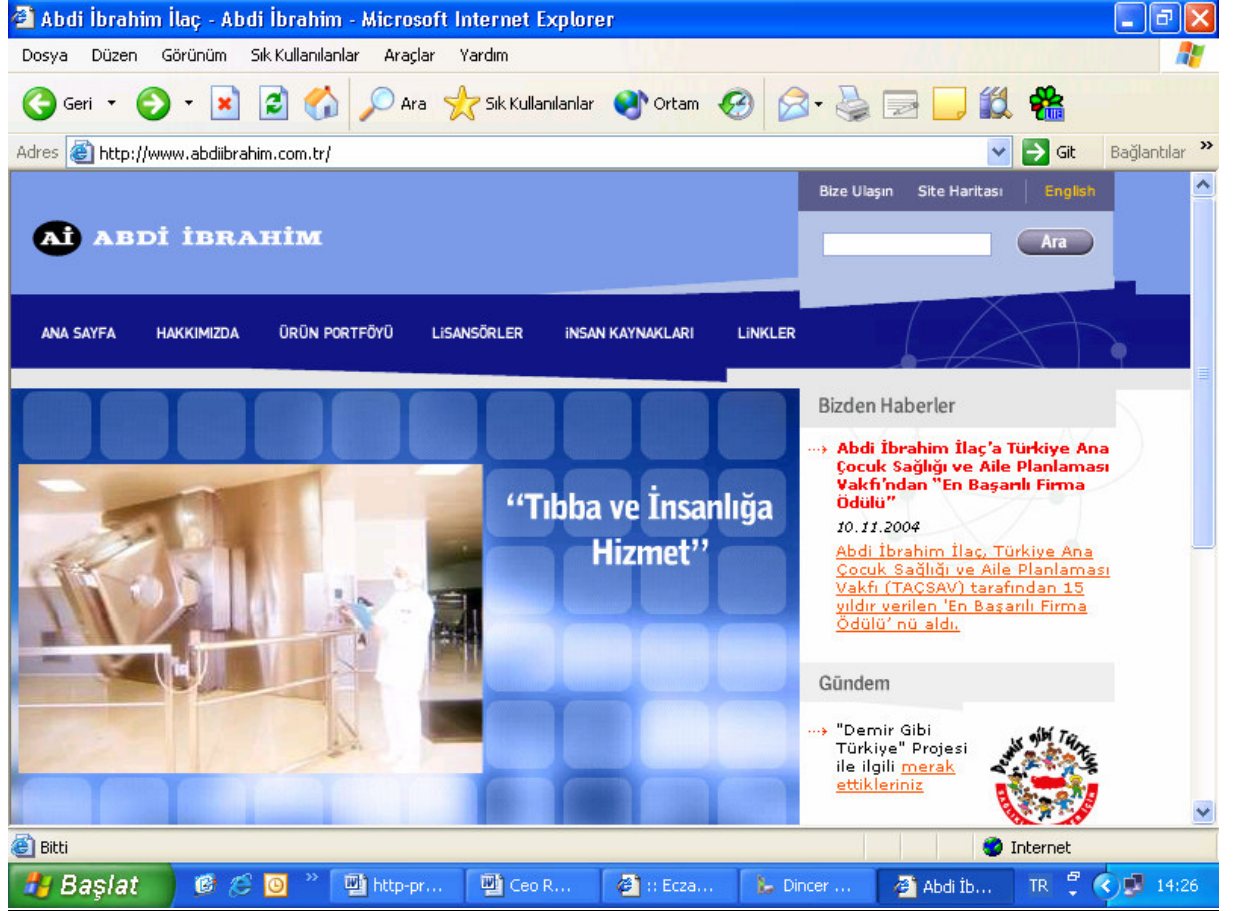 Abdi İbrahim İlaç - Abdi İbrahim - Microsoft Internet Explorer
Dosya Düzen Görünüm Sık Kullanılanlar Araçlar Yardım
Geri Ara Sık Kullanılanlar Ortam
Adres http://www.abdiibrahim.com.tr/ Git Bağlantılar »
Bize Ulaşın Site Haritası English
Aİ ABDİ İBRAHİM
Ara
ANA SAYFA HAKKIMIZDA ÜRÜN PORTFÖYÜ LİSANSÖRLER İNSAN KAYNAKLARI LİNKLER
"Tıbba ve İnsanlığa
Hizmet"
Bizden Haberler
Abdi İbrahim İlaç'a Türkiye Ana
Çocuk Sağlığı ve Aile Planlaması
Vakfı'ndan "En Başarılı Firma
Ödülü"
10.11.2004
Abdi İbrahim İlaç, Türkiye Ana
Çocuk Sağlığı ve Aile Planlaması
Vakfı (TAÇSAV) tarafından 15
yıldır verilen 'En Başarılı Firma
Ödülü' nü aldı.
Gündem
"Demir Gibi
Türkiye" Projesi
ile ilgili merak
ettikleriniz
Demir gibi Türkiye
Bitti Internet
Başlat » http-pr... Ceo R... :: Ecza... Dincer ... Abdi İb... TR 14:26